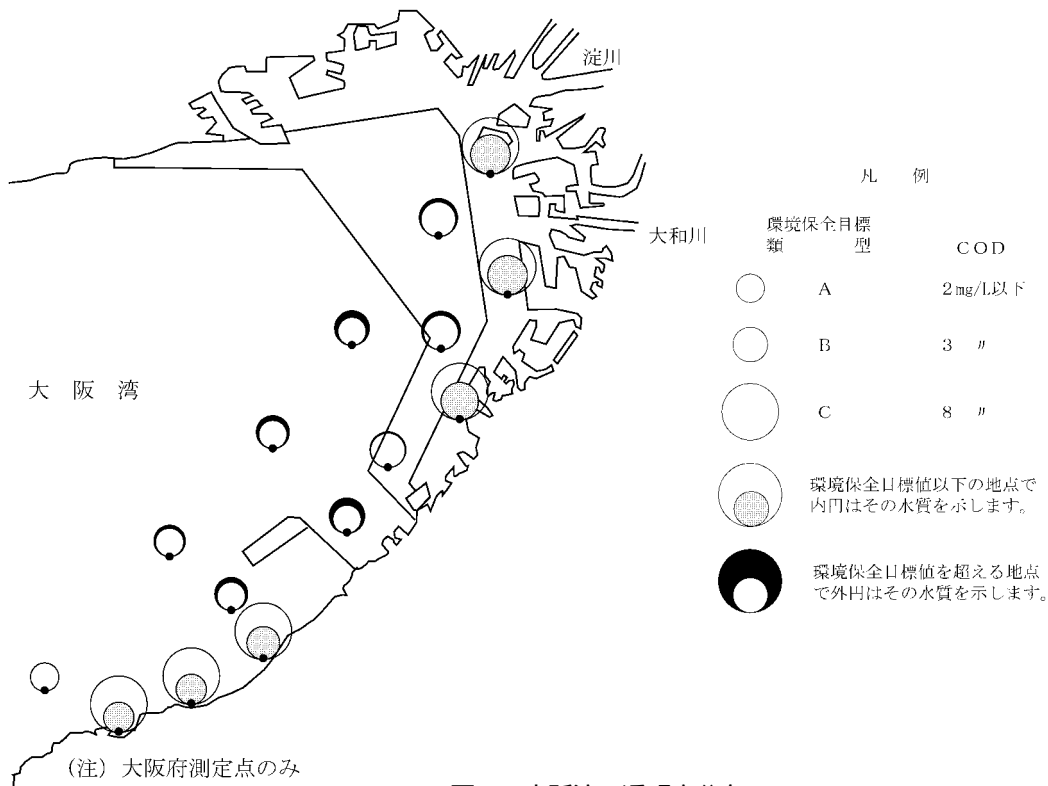 淀川
大和川
大阪湾
凡例
環境保全目標
類型 COD
A 2mg/L以下
B 3 〃
C 8 〃
環境保全目標値以下の地点で
内円はその水質を示します。
環境保全目標値を超える地点
で外円はその水質を示します。
(注) 大阪府測定点のみ